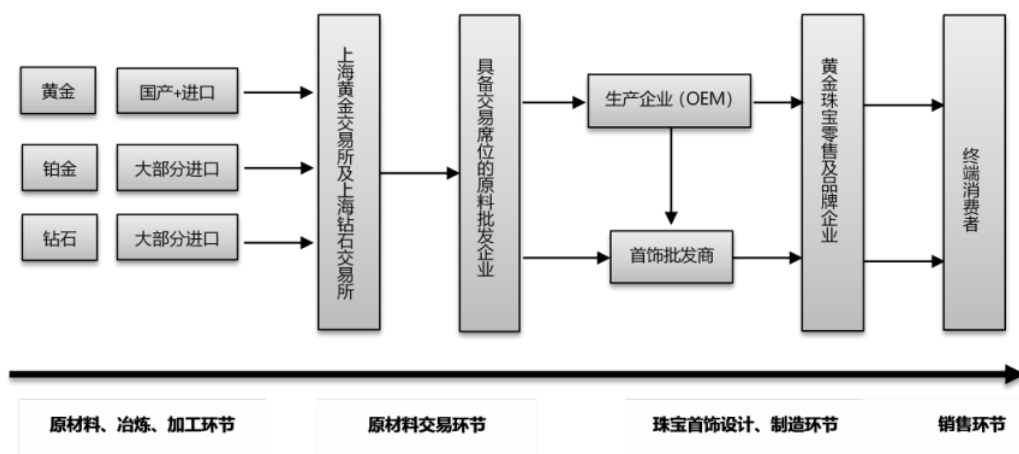 黄金
国产+进口
铂金
大部分进口
钻石
大部分进口
上海黄金交易所及上海钻石交易所
具备交易席位的原料批发企业
生产企业（OEM）
首饰批发商
黄金珠宝零售及品牌企业
终端消费者
原材料、冶炼、加工环节
原材料交易环节
珠宝首饰设计、制造环节
销售环节